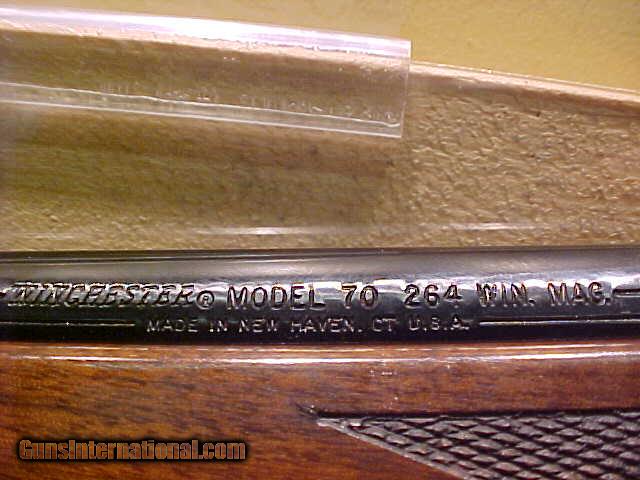 WINCHESTER® MODEL 70 264 WIN. MAG.
MADE IN NEW HAVEN, CT U.S.A.
GunsInternational.com